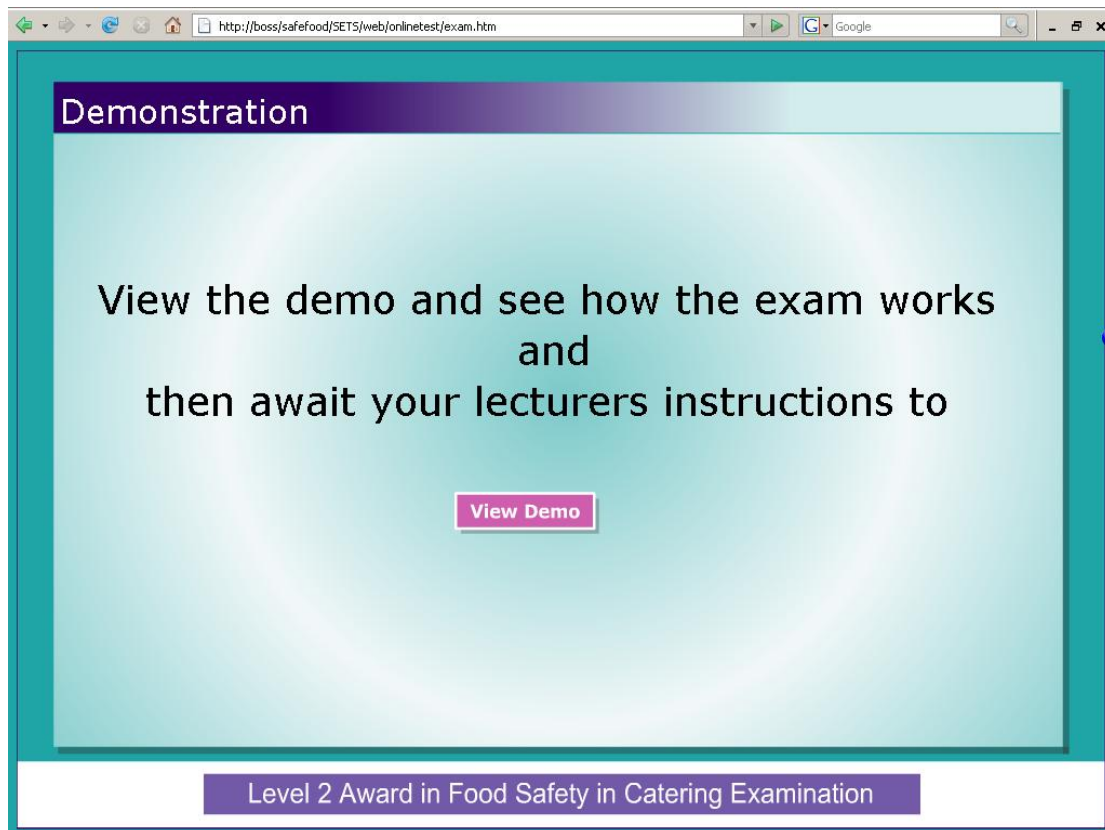 http://boss/safefood/SETS/web/onlinetest/exam.htm
G Google
Demonstration
View the demo and see how the exam works
and
then await your lecturers instructions to
View Demo
Level 2 Award in Food Safety in Catering Examination